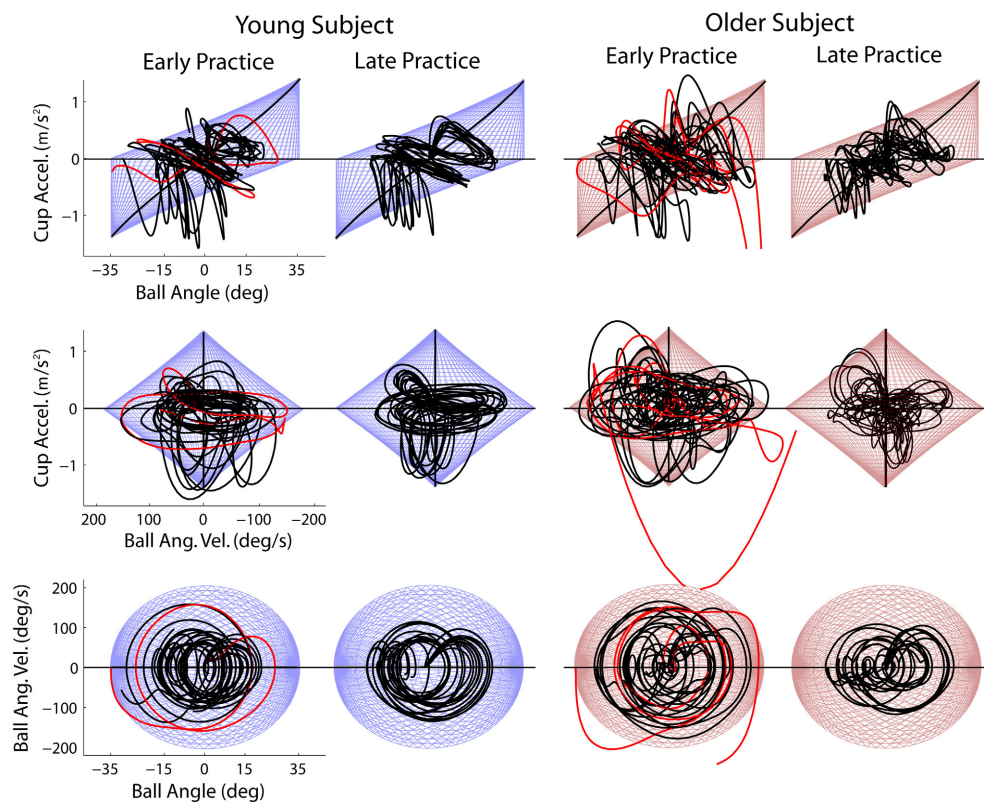 Young Subject
Older Subject
Early Practice
Late Practice
Early Practice
Late Practice
Cup Accel. (m/s²)
1
0
−1
−35
−15
0
15
35
Ball Angle (deg)
Cup Accel. (m/s²)
1
0
−1
200
100
0
−100
−200
Ball Ang. Vel. (deg/s)
Ball Ang. Vel. (deg/s)
200
100
0
−100
−200
−35
−15
0
15
35
Ball Angle (deg)